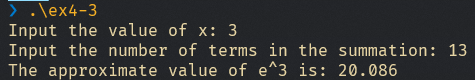 ❯ .\ex4-3
Input the value of x: 3
Input the number of terms in the summation: 13
The approximate value of e^3 is: 20.086